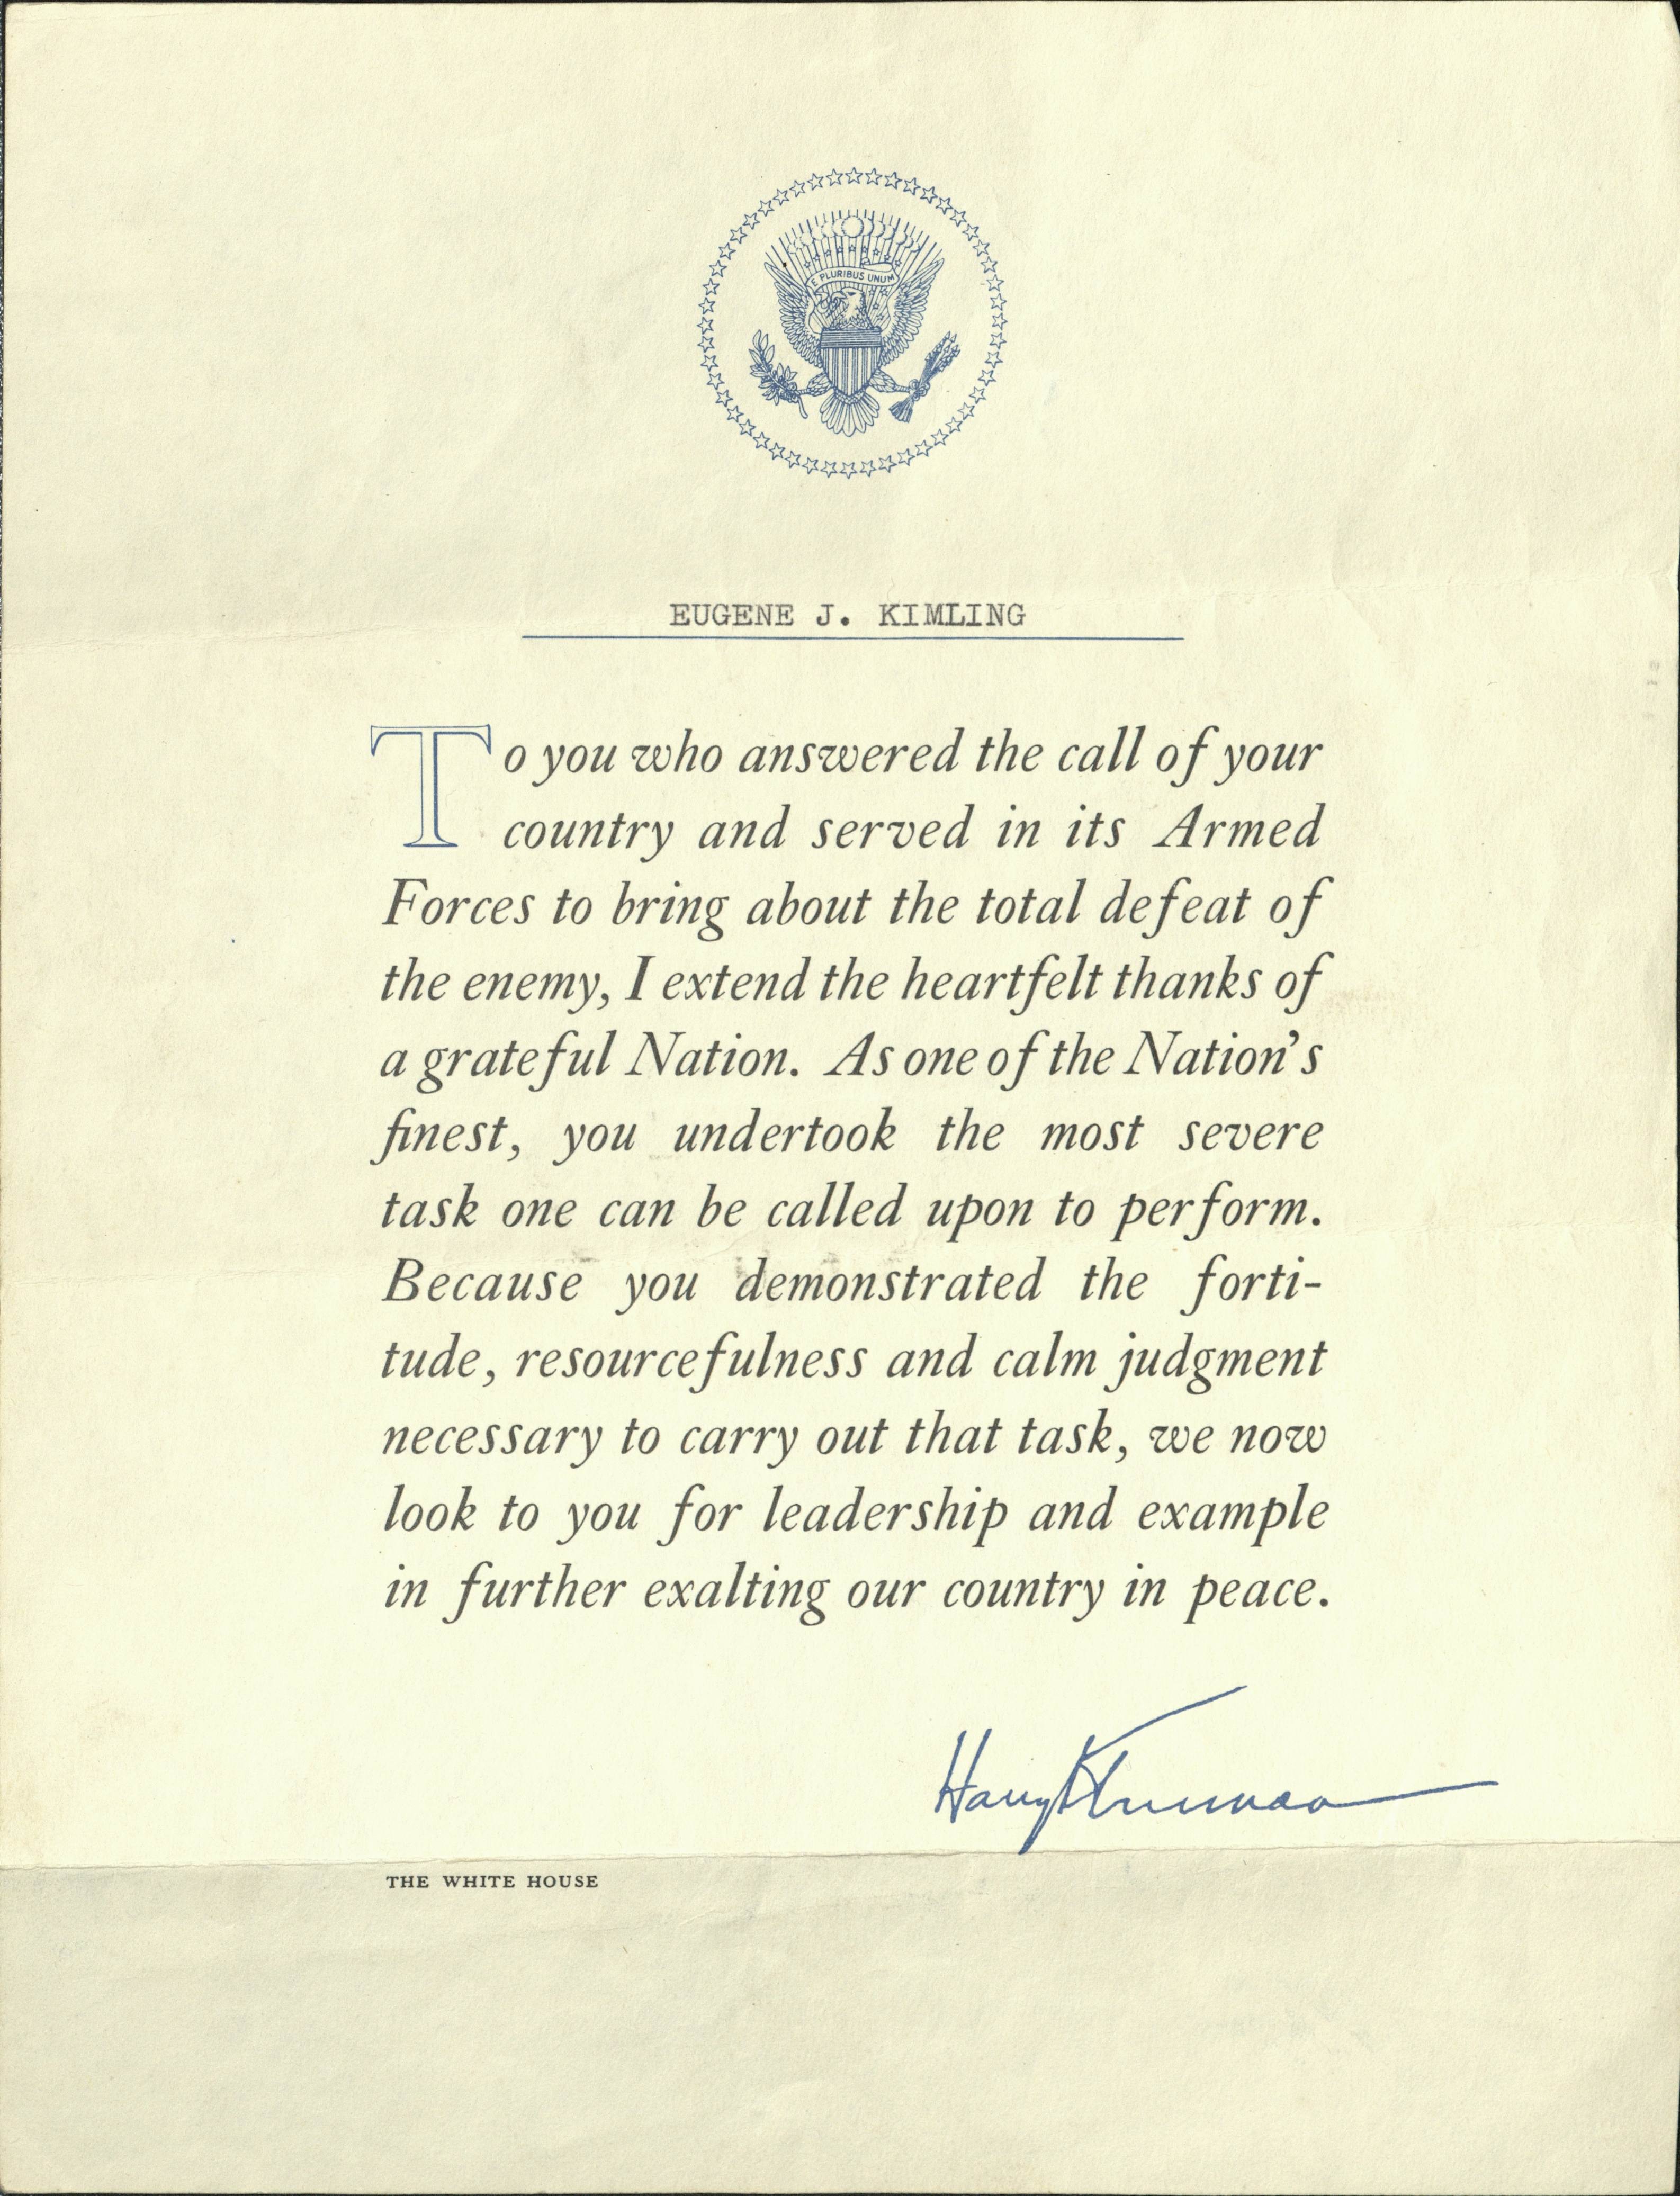 E PLURIBUS UNUM
EUGENE J. KIMLING
To you who answered the call of your
country and served in its Armed
Forces to bring about the total defeat of
the enemy, I extend the heartfelt thanks of
a grateful Nation. As one of the Nation's
finest, you undertook the most severe
task one can be called upon to perform.
Because you demonstrated the forti-
tude, resourcefulness and calm judgment
necessary to carry out that task, we now
look to you for leadership and example
in further exalting our country in peace.
Harry S Truman
THE WHITE HOUSE